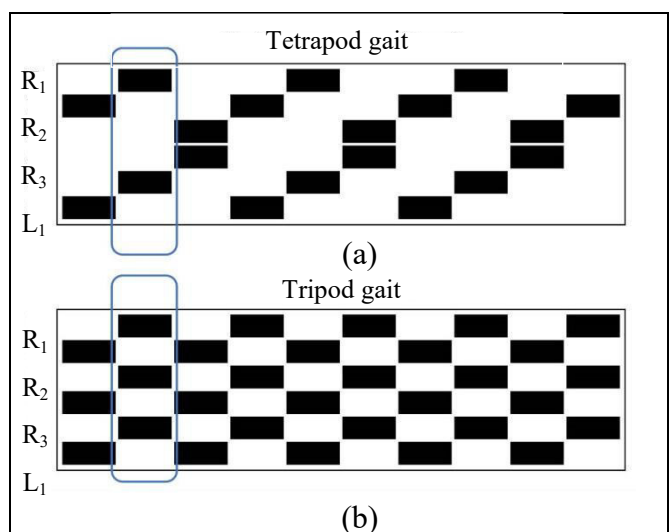 Tetrapod gait
R1
R2
R3
L1
(a)
Tripod gait
R1
R2
R3
L1
(b)